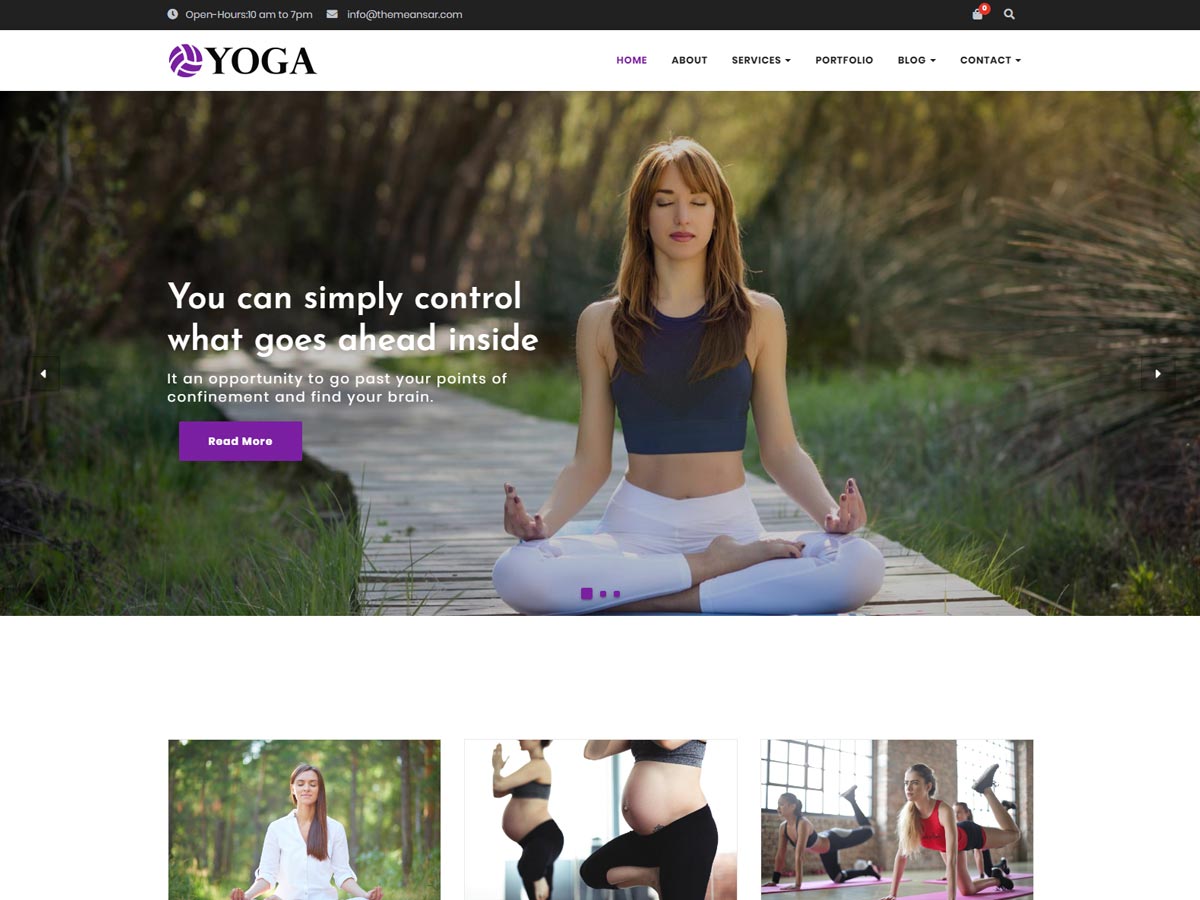 Open-Hours:10 am to 7pm info@themeansar.com 0
YOGA
HOME ABOUT SERVICES PORTFOLIO BLOG CONTACT
You can simply control
what goes ahead inside
It an opportunity to go past your points of
confinement and find your brain.
Read More